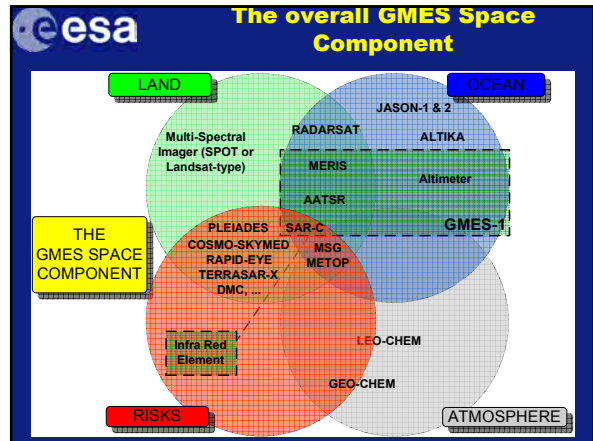 esa
The overall GMES Space
Component
LAND
OCEAN
JASON-1 & 2
RADARSAT
ALTIKA
Multi-Spectral
Imager (SPOT or
Landsat-type)
MERIS
Altimeter
AATSR
GMES-1
THE
GMES SPACE
COMPONENT
PLEIADES
SAR-C
COSMO-SKYMED
RAPID-EYE
TERRASAR-X
DMC, ...
MSG
METOP
Infra Red
Element
LEO-CHEM
GEO-CHEM
RISKS
ATMOSPHERE